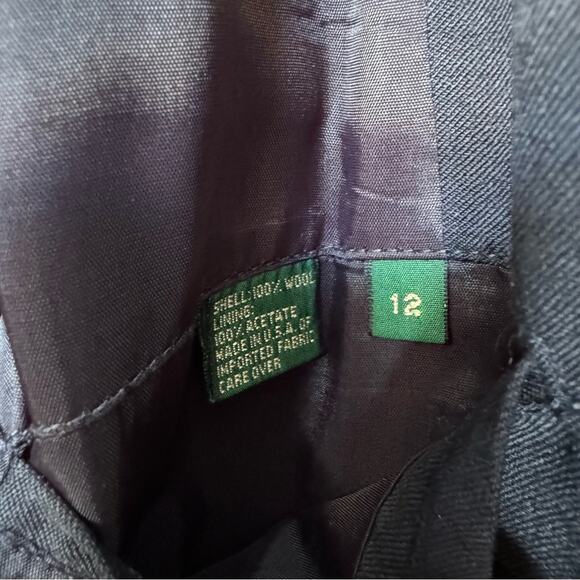 SHELL: 100% WOOL
LINING:
100% ACETATE
MADE IN U.S.A. OF
IMPORTED FABRIC
CARE OVER
12